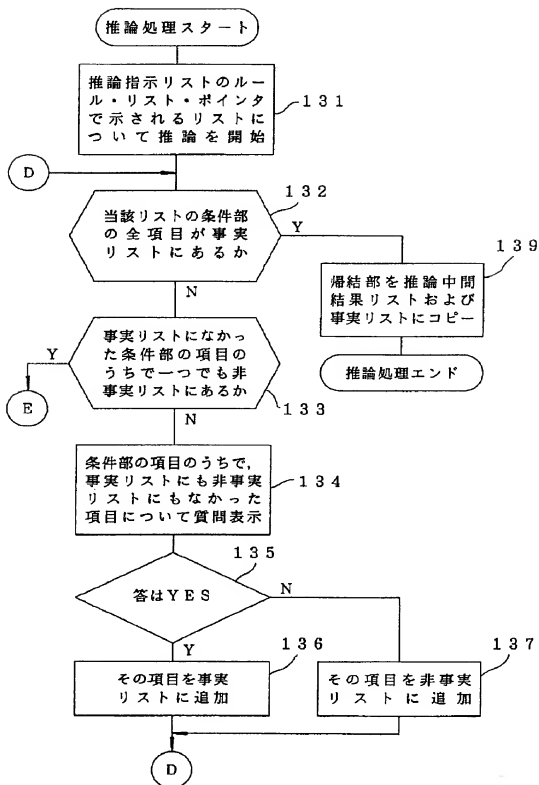 推論処理スタート
推論指示リストのルー
ル・リスト・ポインタ
で示されるリストに
ついて推論を開始
131
D
132
当該リストの条件部
の全項目が事実
リストにあるか
Y
N
139
帰結部を推論中間
結果リストおよび
事実リストにコピー
推論処理エンド
事実リストになかっ
た条件部の項目の
うちで一つでも非
事実リストにあるか
Y
133
E
N
条件部の項目のうちで,
事実リストにも非事実
リストにもなかった
項目について質問表示
134
135
答はYES
N
Y
136
その項目を事実
リストに追加
137
その項目を非事実
リストに追加
D